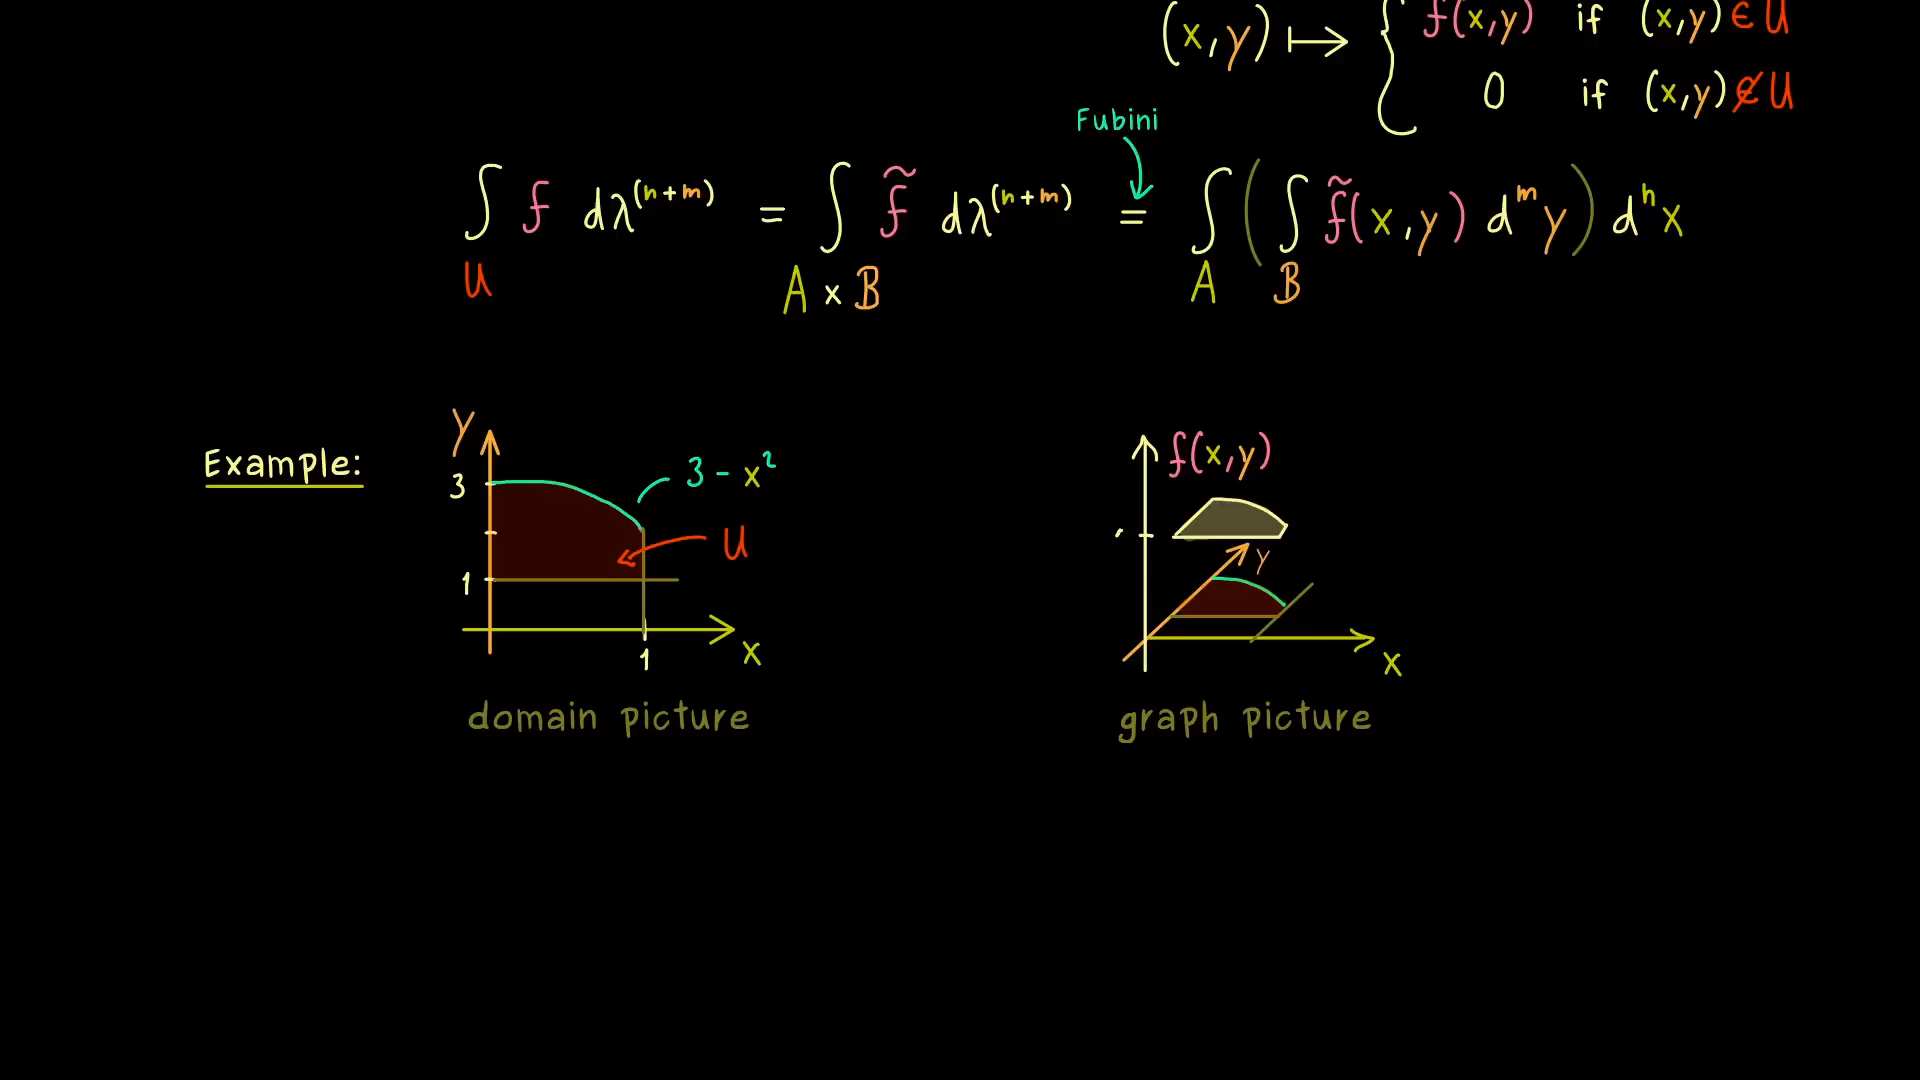 (x,y) ↦ { f(x,y) if (x,y) ∈ U
0 if (x,y) ∉ U
Fubini
∫_U f dλ^(n+m) = ∫_{A×B} f̃ dλ^(n+m) = ∫_A ( ∫_B f̃(x,y) d^m y ) d^n x
Example:
y
3
3 - x²
U
1
1
x
domain picture
f(x,y)
y
x
graph picture